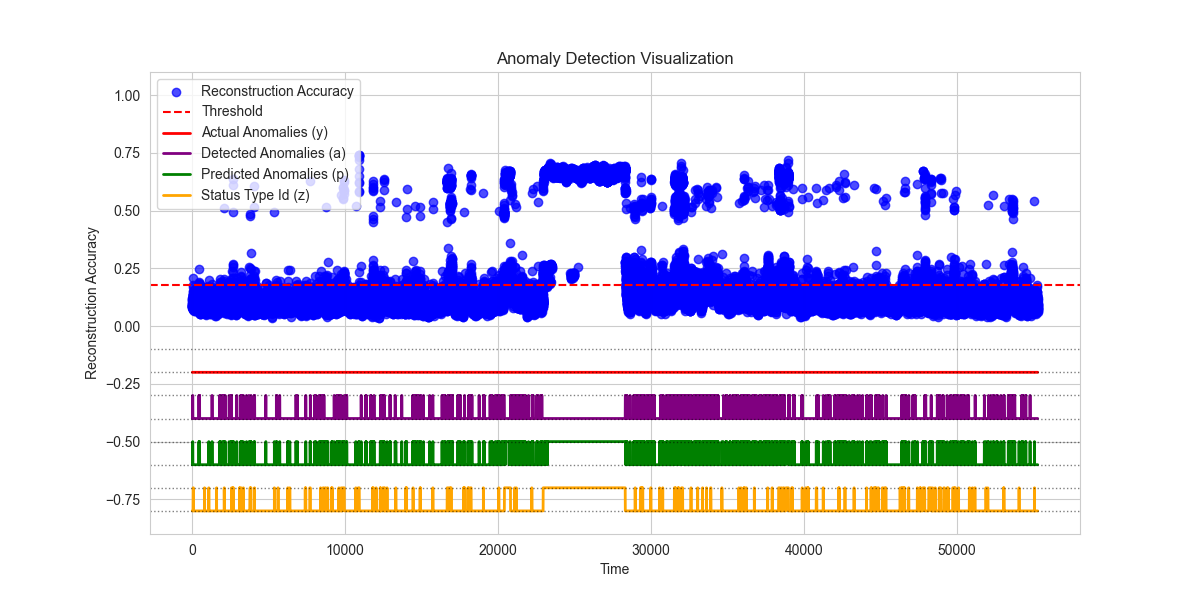 Anomaly Detection Visualization
Reconstruction Accuracy
Threshold
Actual Anomalies (y)
Detected Anomalies (a)
Predicted Anomalies (p)
Status Type Id (z)
Reconstruction Accuracy
1.00
0.75
0.50
0.25
0.00
−0.25
−0.50
−0.75
0
10000
20000
30000
40000
50000
Time